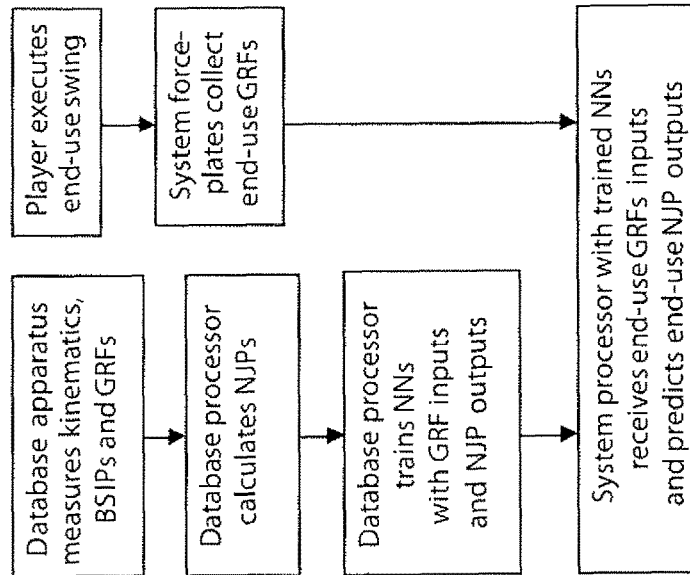 Database apparatus
measures kinematics,
BSIPs and GRFs
Database processor
calculates NJPs
Database processor
trains NNs
with GRF inputs
and NJP outputs
Player executes
end-use swing
System force-
plates collect
end-use GRFs
System processor with trained NNs
receives end-use GRFs inputs
and predicts end-use NJP outputs